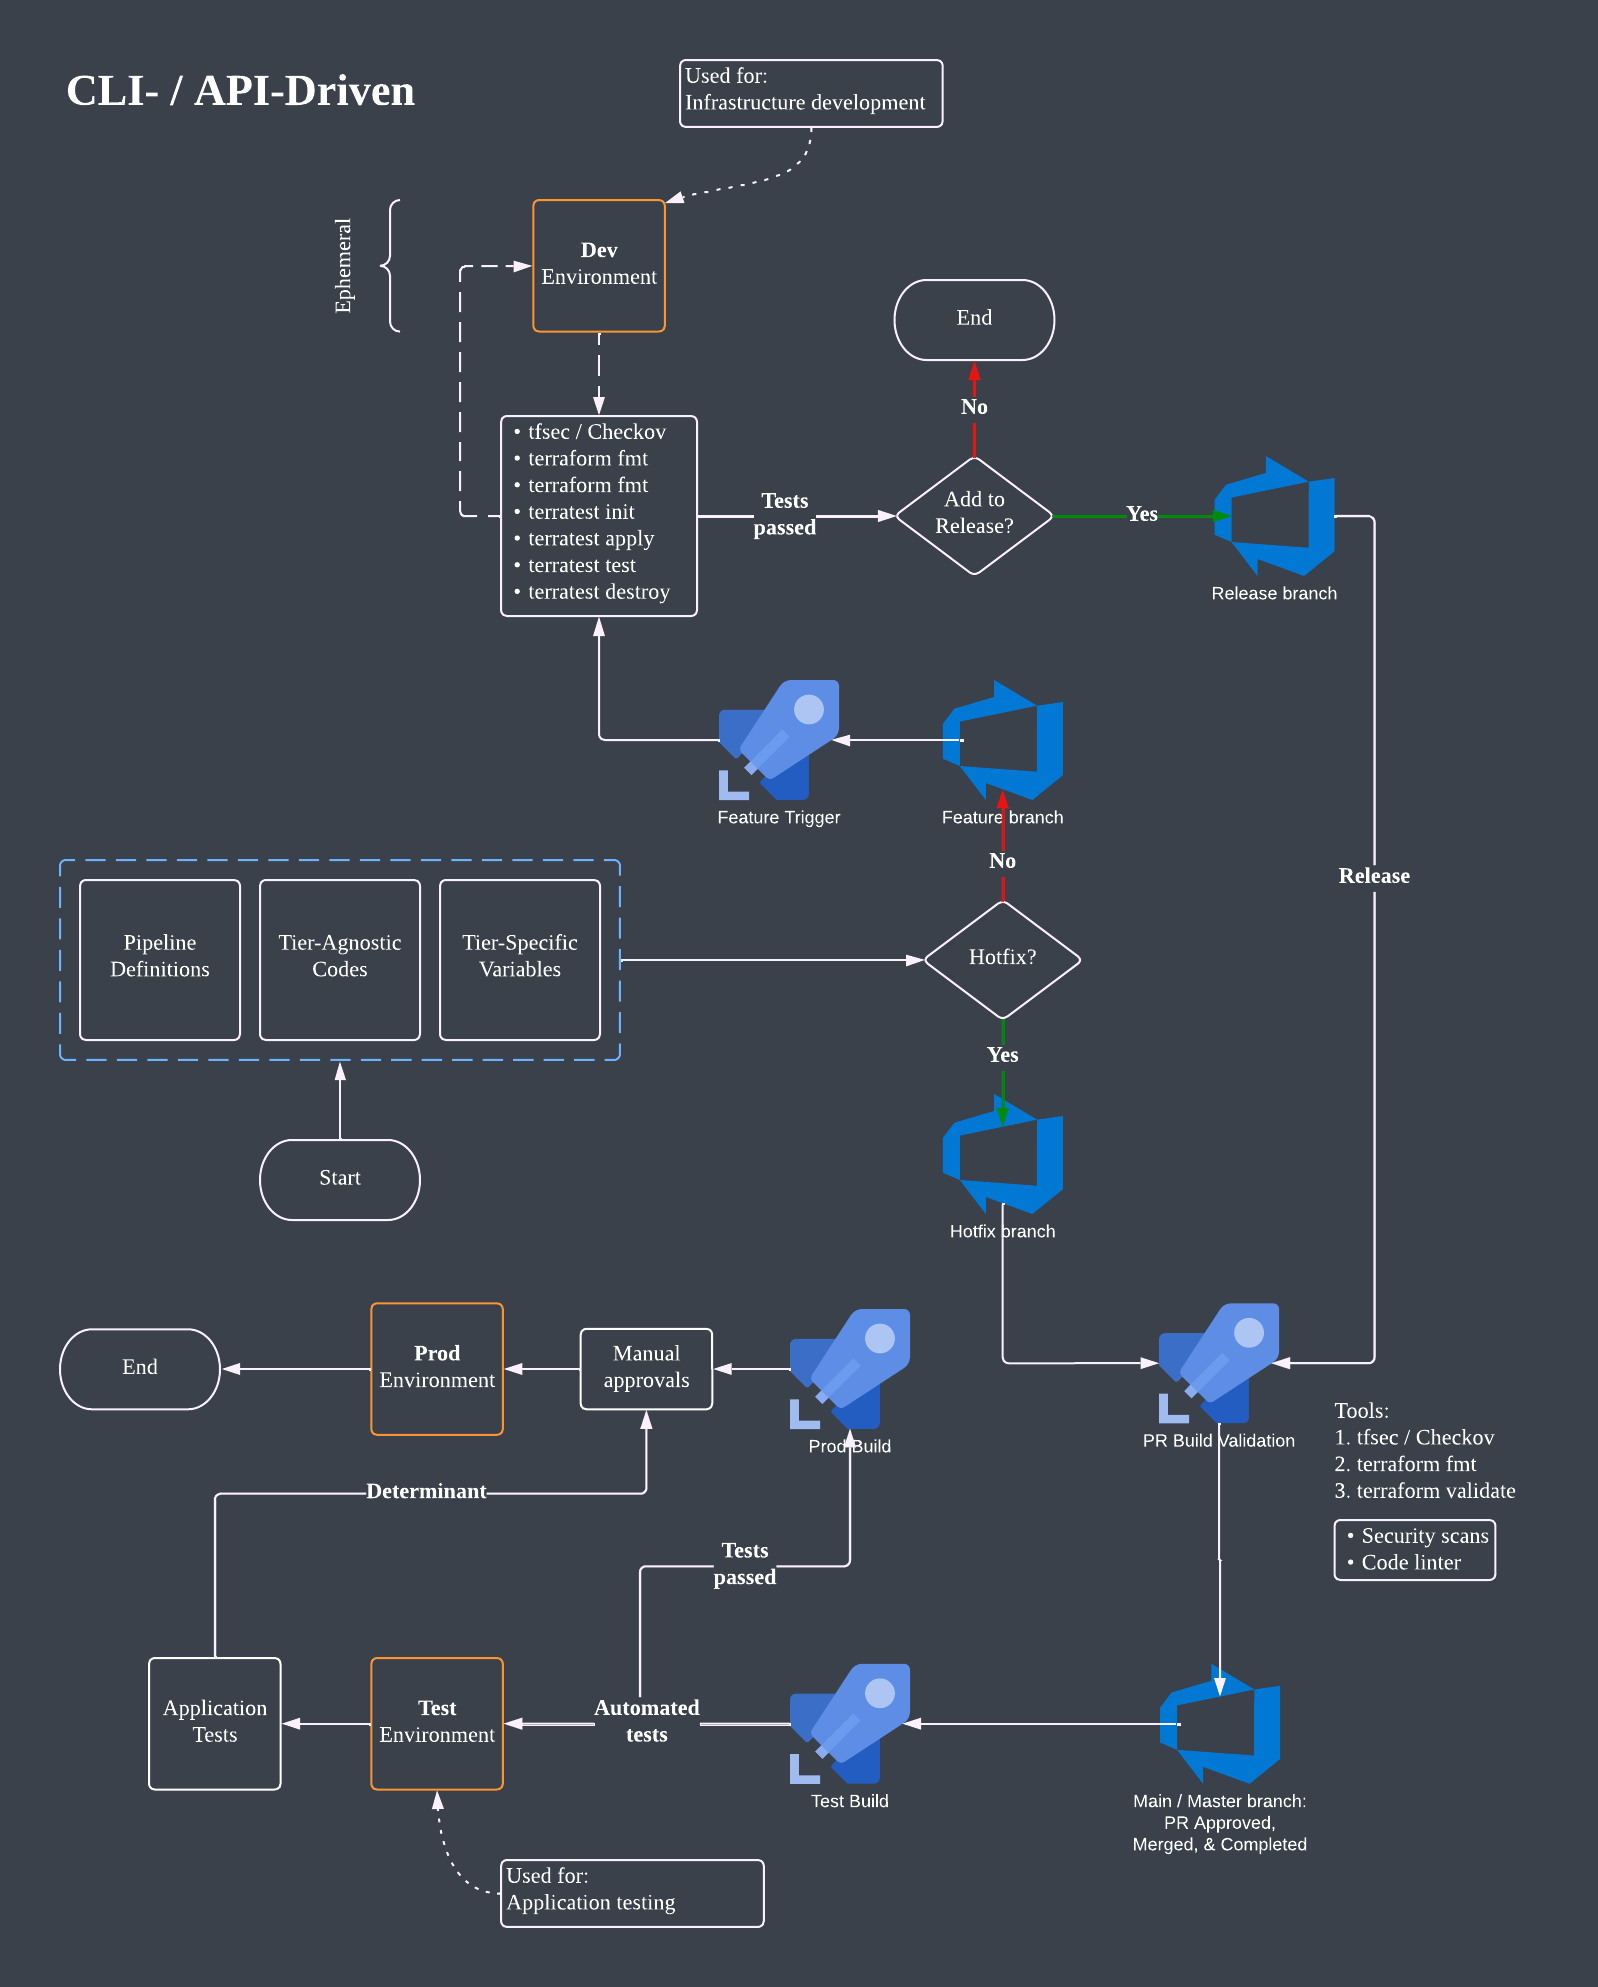 CLI- / API-Driven
Used for:
Infrastructure development
Ephemeral
Dev
Environment
End
No
• tfsec / Checkov
• terraform fmt
• terraform fmt
• terratest init
• terratest apply
• terratest test
• terratest destroy
Tests
passed
Add to
Release?
Yes
Release branch
Feature Trigger
Feature branch
No
Release
Pipeline
Definitions
Tier-Agnostic
Codes
Tier-Specific
Variables
Hotfix?
Yes
Start
Hotfix branch
End
Prod
Environment
Manual
approvals
Prod Build
PR Build Validation
Tools:
1. tfsec / Checkov
2. terraform fmt
3. terraform validate
• Security scans
• Code linter
Determinant
Tests
passed
Application
Tests
Test
Environment
Automated
tests
Test Build
Main / Master branch:
PR Approved,
Merged, & Completed
Used for:
Application testing